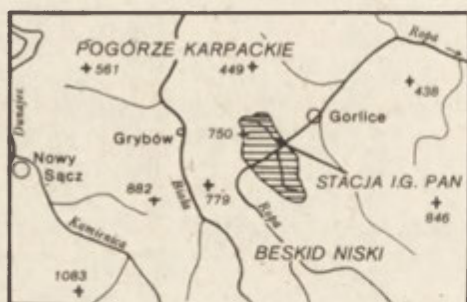 Ropa
POGÓRZE KARPACKIE
561
449
438
Dunajec
Gorlice
Grybów
750
Nowy
Sącz
STACJA I.G. PAN
882
Biała
779
Ropa
846
Kamienica
BESKID NISKI
1083